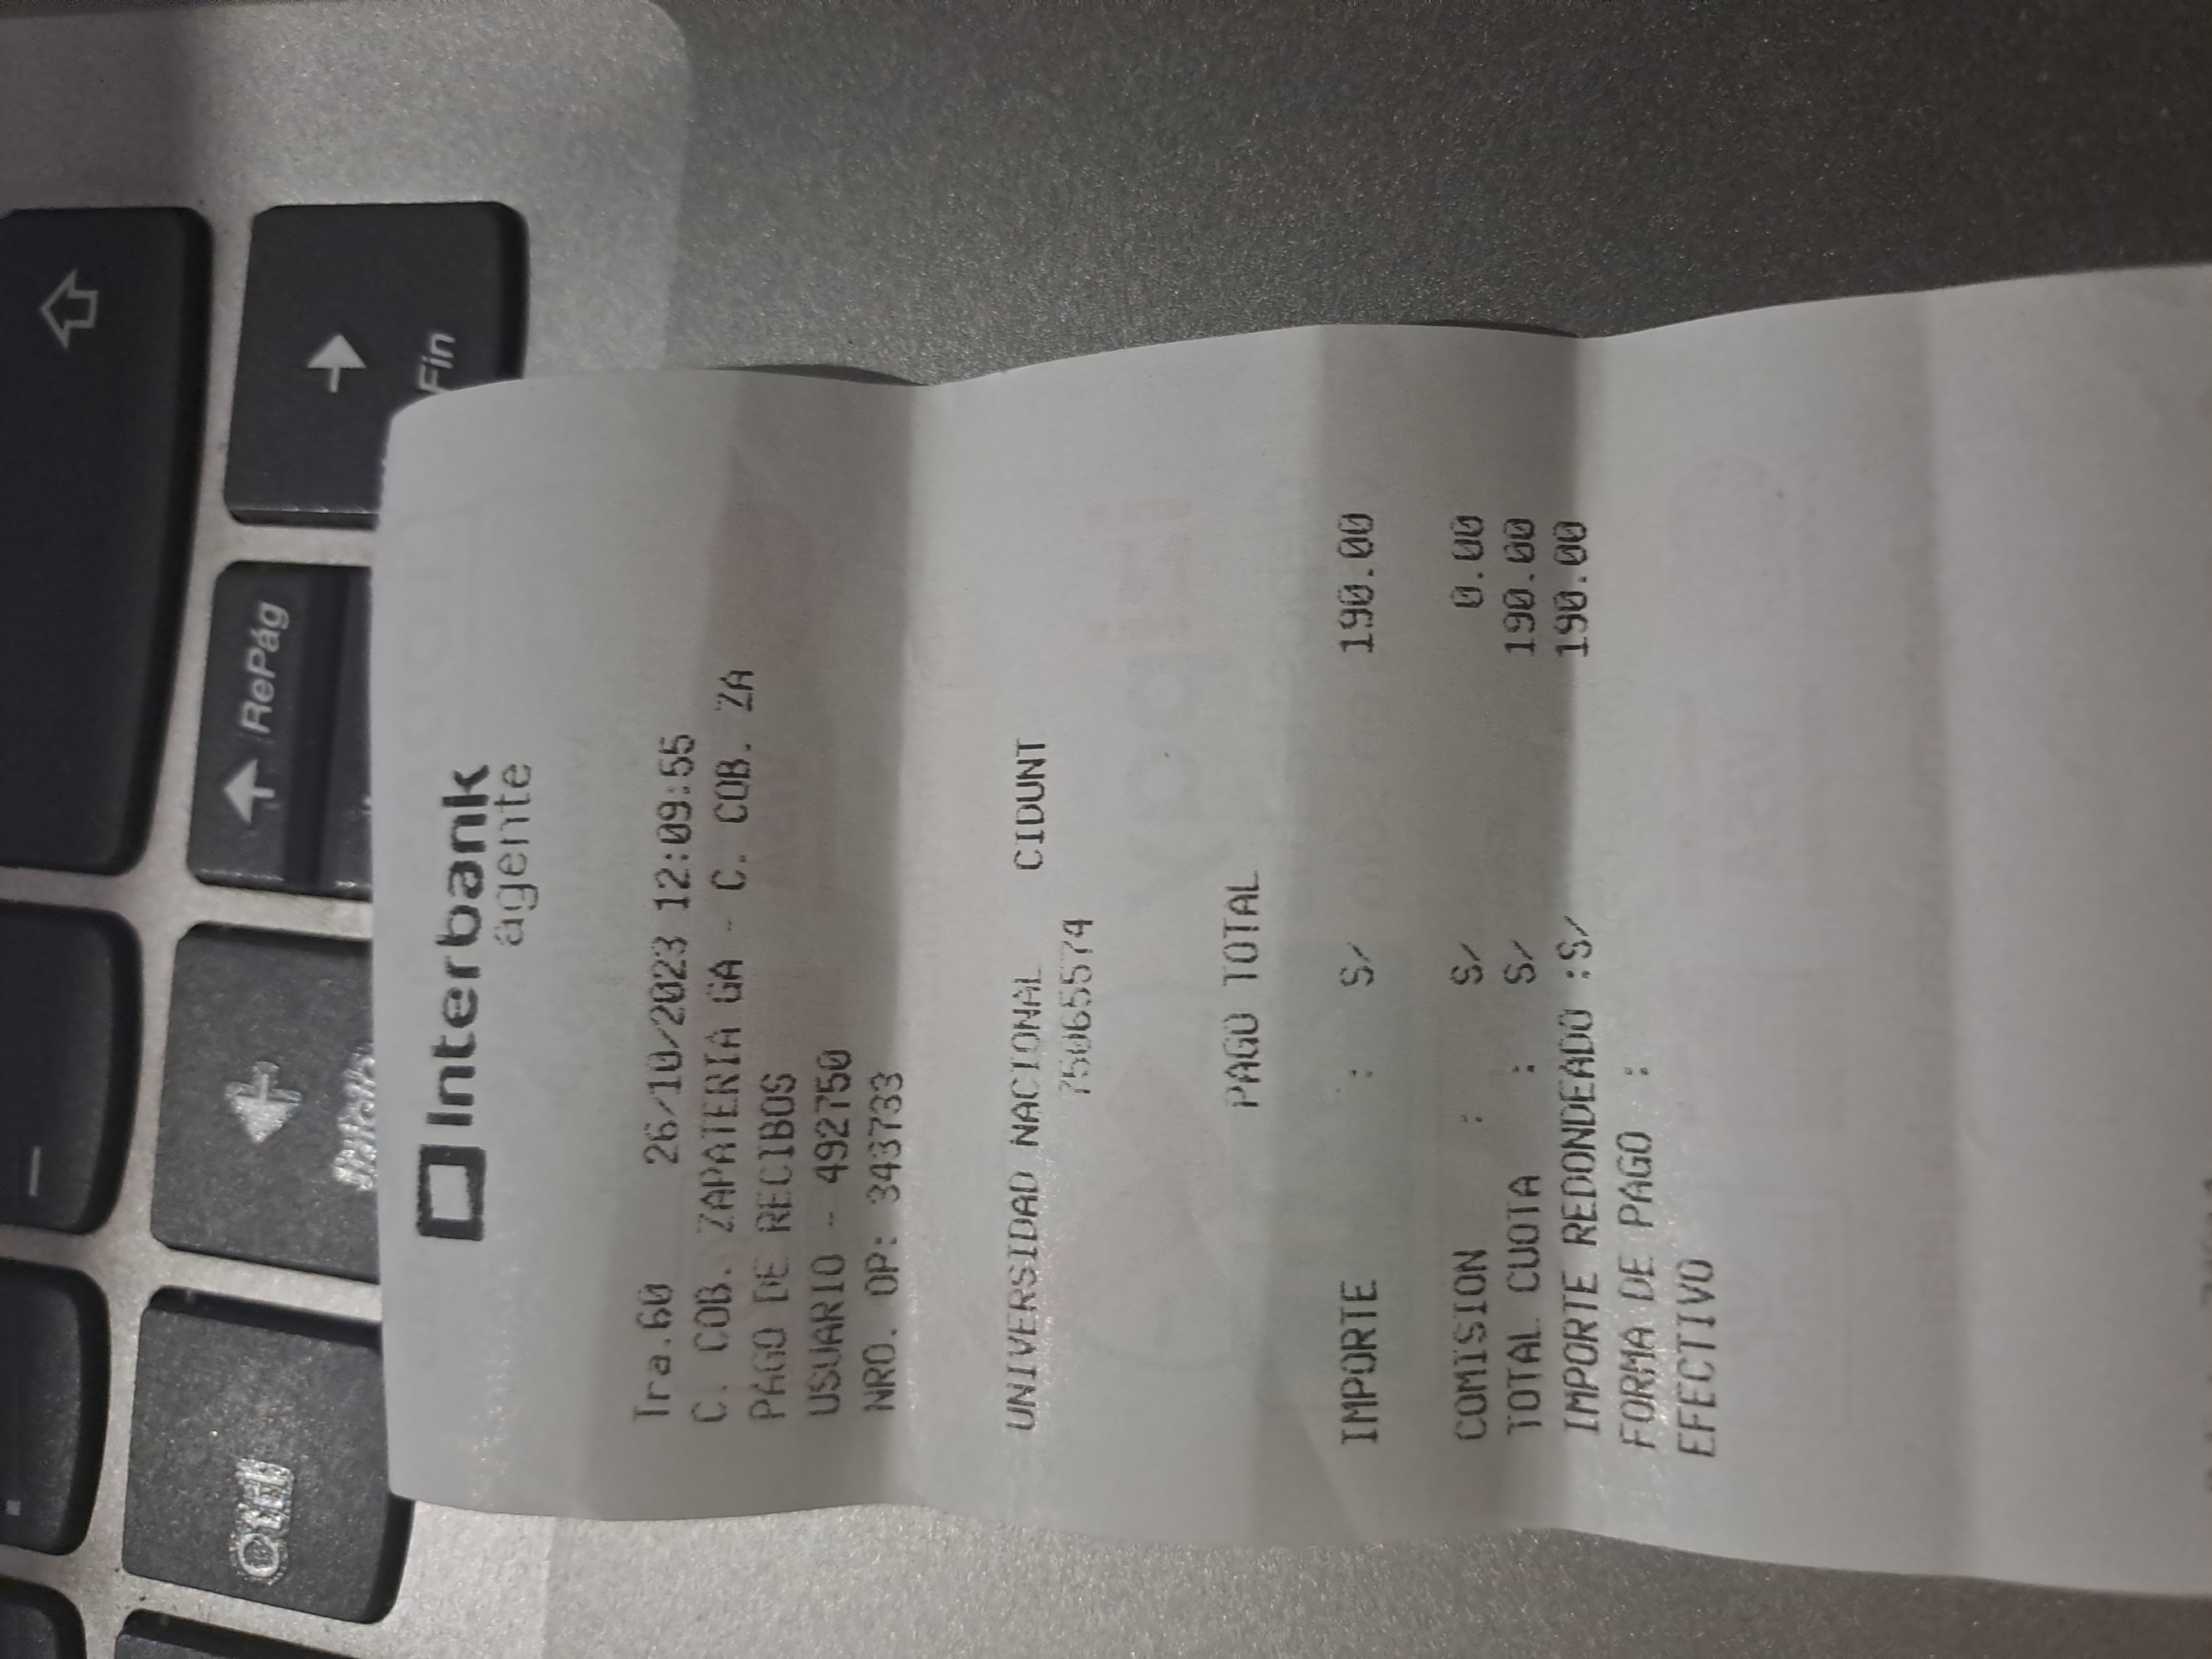 Interbank
agente
Tra.60 26/10/2023 12:09:55
C. COB. ZAPATERIA GA - C. COB. ZA
PAGO DE RECIBOS
USUARIO - 492750
NRO. OP: 343733
UNIVERSIDAD NACIONAL CIDUNT
75065574
PAGO TOTAL
IMPORTE : S/ 190.00
COMISION : S/ 0.00
TOTAL CUOTA : S/ 190.00
IMPORTE REDONDEADO :S/ 190.00
FORMA DE PAGO :
EFECTIVO
Fin
RePág
Inicio
Ctrl